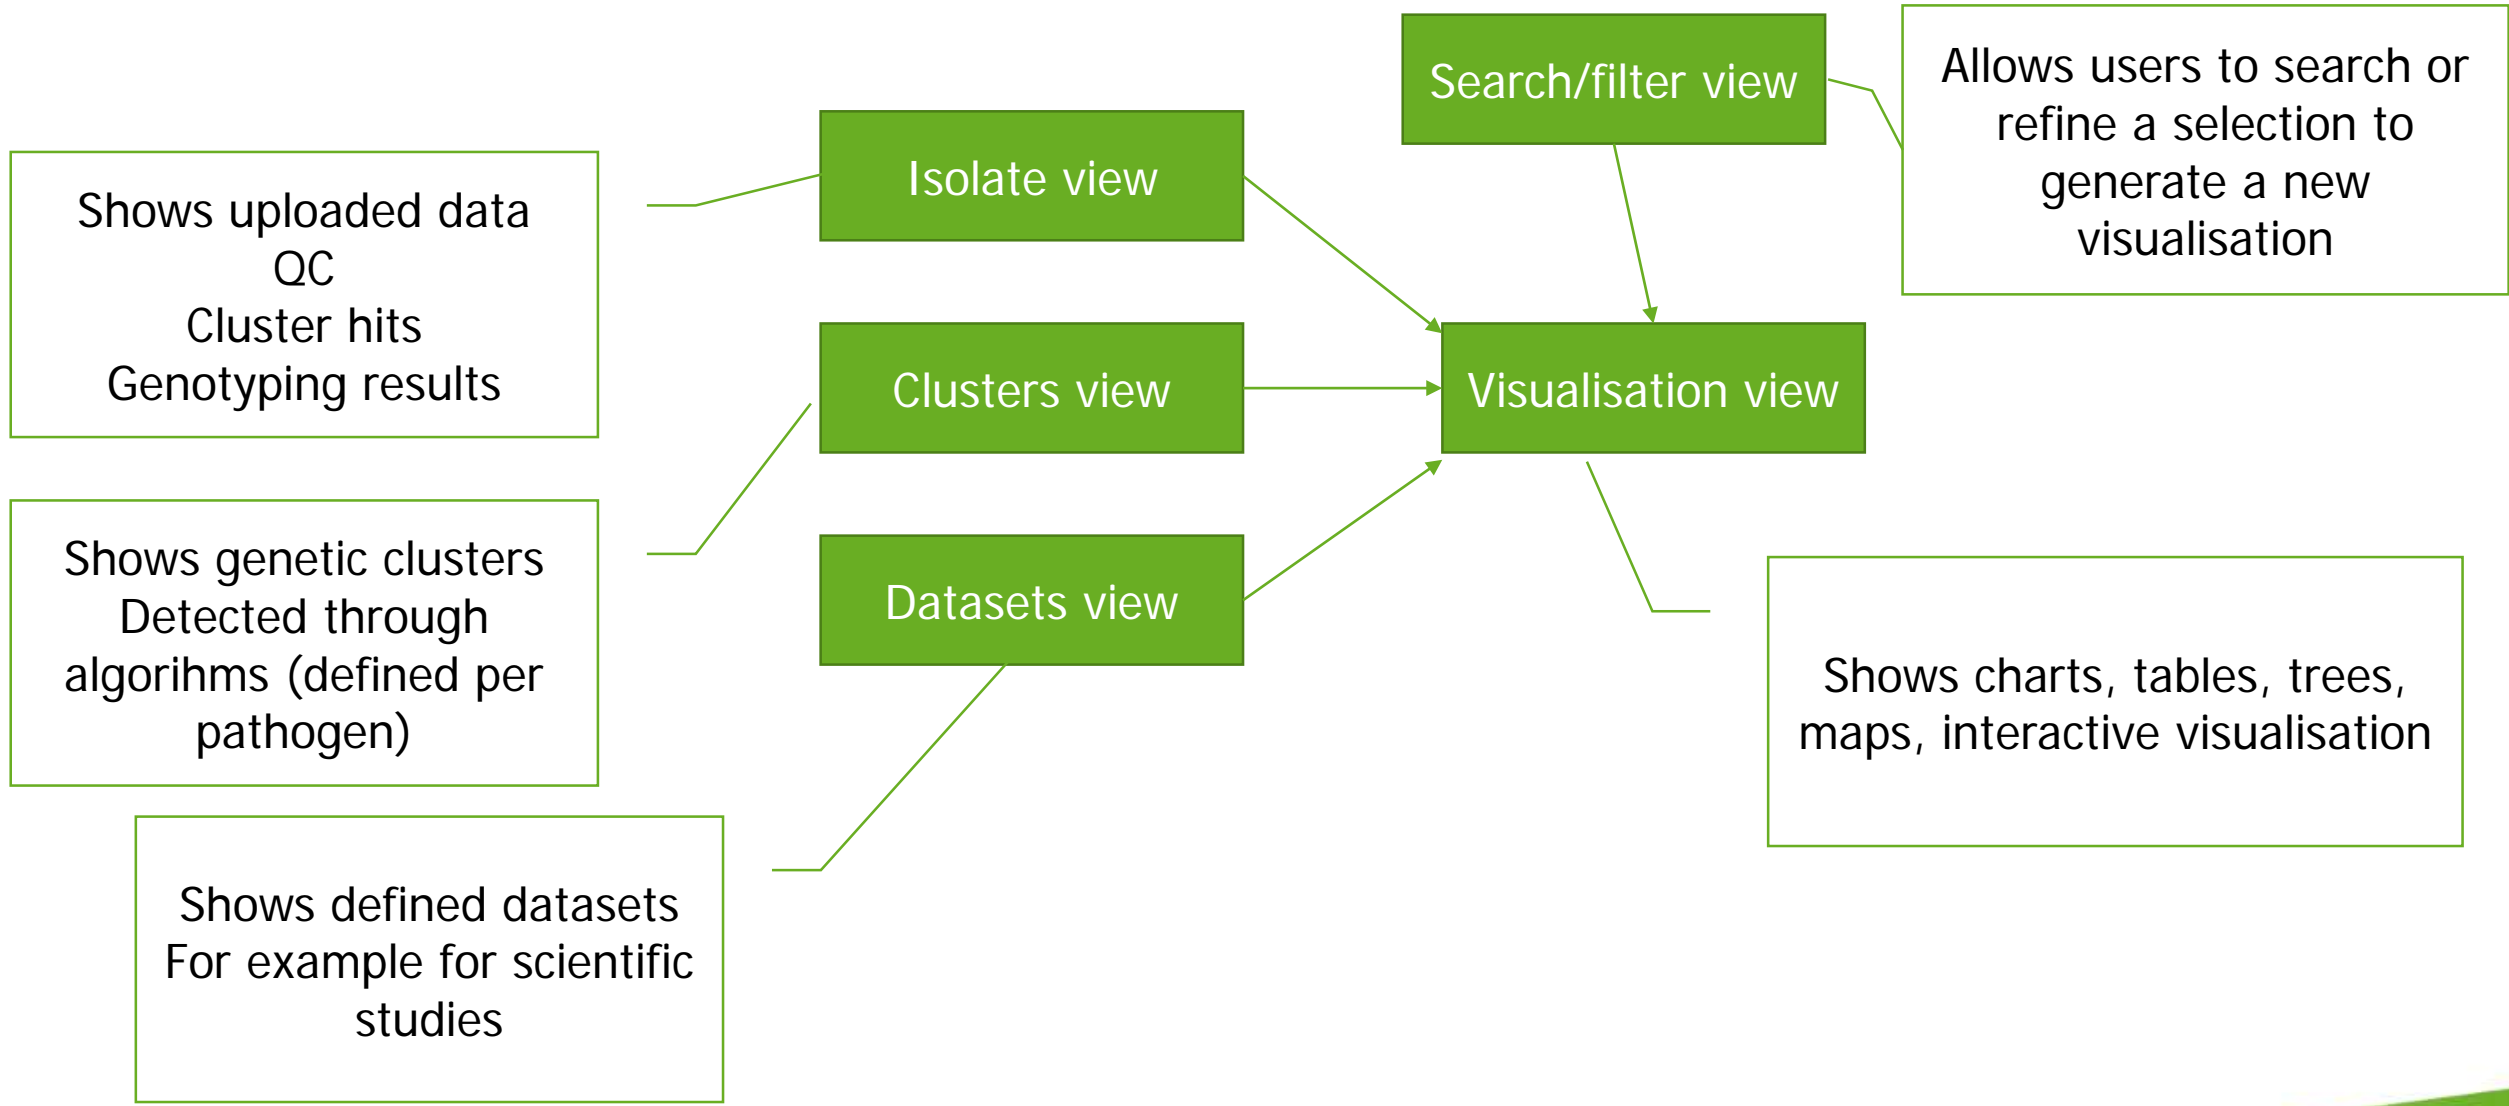 Search/filter view
Allows users to search or
refine a selection to
generate a new
visualisation
Isolate view
Shows uploaded data
QC
Cluster hits
Genotyping results
Clusters view
Visualisation view
Shows genetic clusters
Detected through
algorihms (defined per
pathogen)
Datasets view
Shows charts, tables, trees,
maps, interactive visualisation
Shows defined datasets
For example for scientific
studies